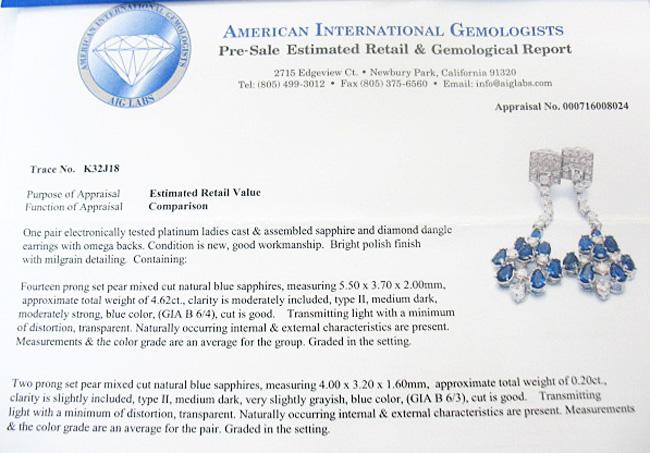 AMERICAN INTERNATIONAL GEMOLOGISTS
AIG LABS
AMERICAN INTERNATIONAL GEMOLOGISTS
Pre-Sale Estimated Retail & Gemological Report
2715 Edgeview Ct. • Newbury Park, California 91320
Tel: (805) 499-3012 • Fax (805) 375-6560 • Email: info@aiglabs.com
Appraisal No. 000716008024
Trace No. K32J18
Purpose of Appraisal Estimated Retail Value
Function of Appraisal Comparison
One pair electronically tested platinum ladies cast & assembled sapphire and diamond dangle
earrings with omega backs. Condition is new, good workmanship. Bright polish finish
with milgrain detailing. Containing:
Fourteen prong set pear mixed cut natural blue sapphires, measuring 5.50 x 3.70 x 2.00mm,
approximate total weight of 4.62ct., clarity is moderately included, type II, medium dark,
moderately strong, blue color, (GIA B 6/4), cut is good. Transmitting light with a minimum
of distortion, transparent. Naturally occurring internal & external characteristics are present.
Measurements & the color grade are an average for the group. Graded in the setting.
Two prong set pear mixed cut natural blue sapphires, measuring 4.00 x 3.20 x 1.60mm, approximate total weight of 0.20ct.,
clarity is slightly included, type II, medium dark, very slightly grayish, blue color, (GIA B 6/3), cut is good. Transmitting
light with a minimum of distortion, transparent. Naturally occurring internal & external characteristics are present. Measurements
& the color grade are an average for the pair. Graded in the setting.